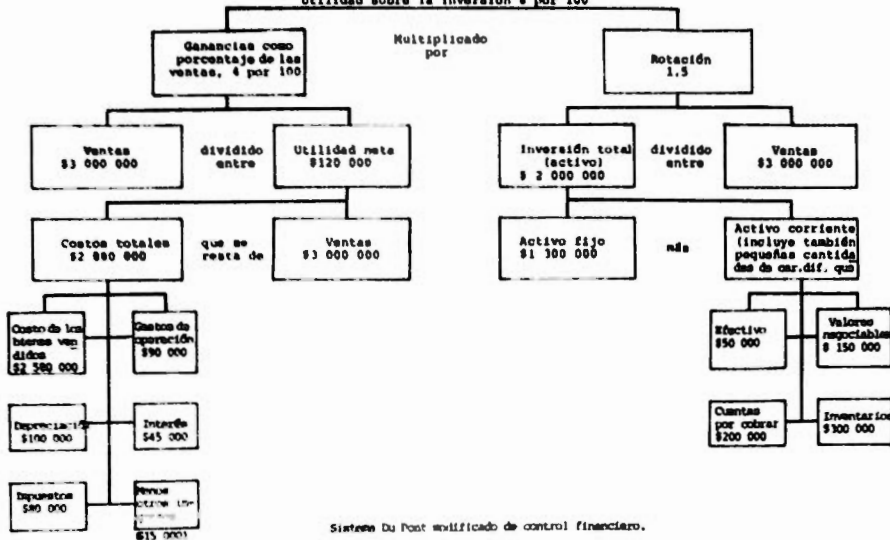 Utilidad sobre la inversión 6 por 100
Ganancias como
porcentaje de las
ventas, 4 por 100
Multiplicado
por
Rotación
1.5
Ventas
$3 000 000
dividido
entre
Utilidad neta
$120 000
Inversión total
(activo)
$ 2 000 000
dividido
entre
Ventas
$3 000 000
Costos totales
$2 880 000
que se
resta de
Ventas
$3 000 000
Activo fijo
$1 300 000
más
Activo corriente
(incluye también
pequeñas cantida
des de car.dif. que
Costo de los
bienes ven
didos
$2 580 000
Gastos de
operación
$90 000
Efectivo
$50 000
Valores
negociables
$ 150 000
Depreciación
$100 000
Interés
$45 000
Cuentas
por cobrar
$200 000
Inventarios
$300 000
Impuestos
$80 000
Menos
otros in-
$15 000)
Sistema Du Pont modificado de control financiero.